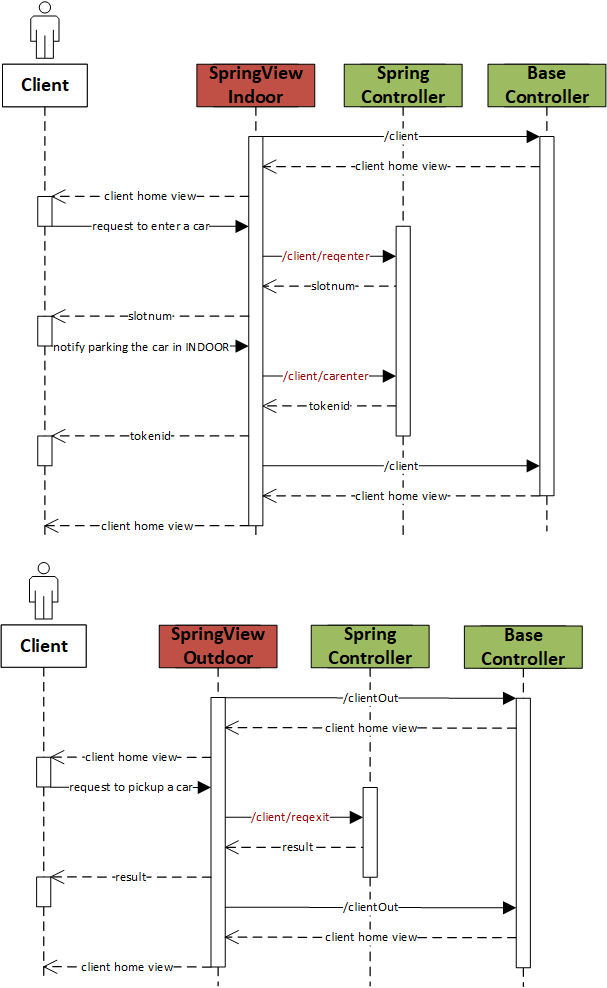 Client
SpringView
Indoor
Spring
Controller
Base
Controller
/client
client home view
client home view
request to enter a car
/client/reqenter
slotnum
slotnum
notify parking the car in INDOOR
/client/carenter
tokenid
tokenid
/client
client home view
client home view
Client
SpringView
Outdoor
Spring
Controller
Base
Controller
/clientOut
client home view
client home view
request to pickup a car
/client/reqexit
result
result
/clientOut
client home view
client home view